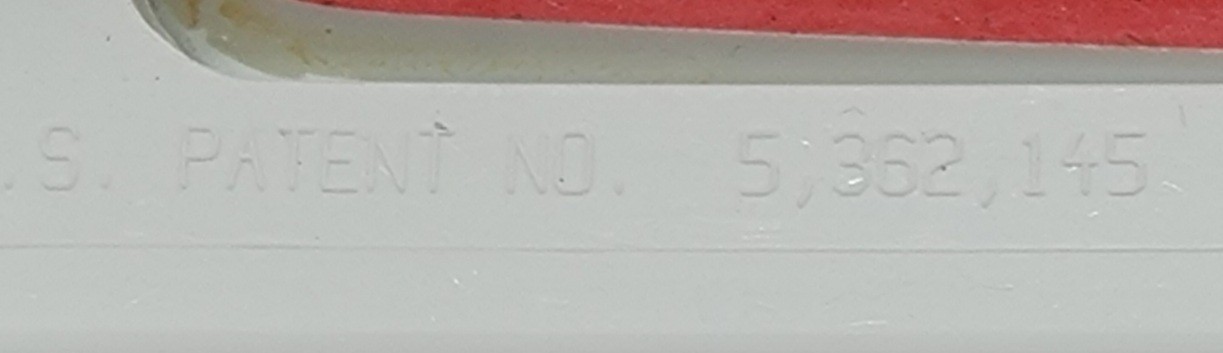 .S. PATENT NO. 5,362,145